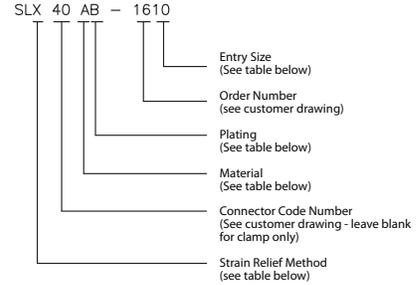 SLX 40 AB - 1610
Entry Size
(See table below)
Order Number
(see customer drawing)
Plating
(See table below)
Material
(See table below)
Connector Code Number
(See customer drawing - leave blank
for clamp only)
Strain Relief Method
(see table below)